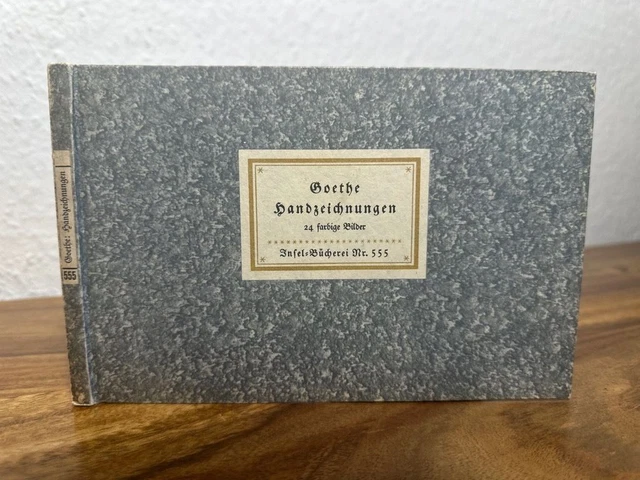 Goethe: Handzeichnungen
555
Goethe
Handzeichnungen
24 farbige Bilder
Insel-Bücherei Nr. 555